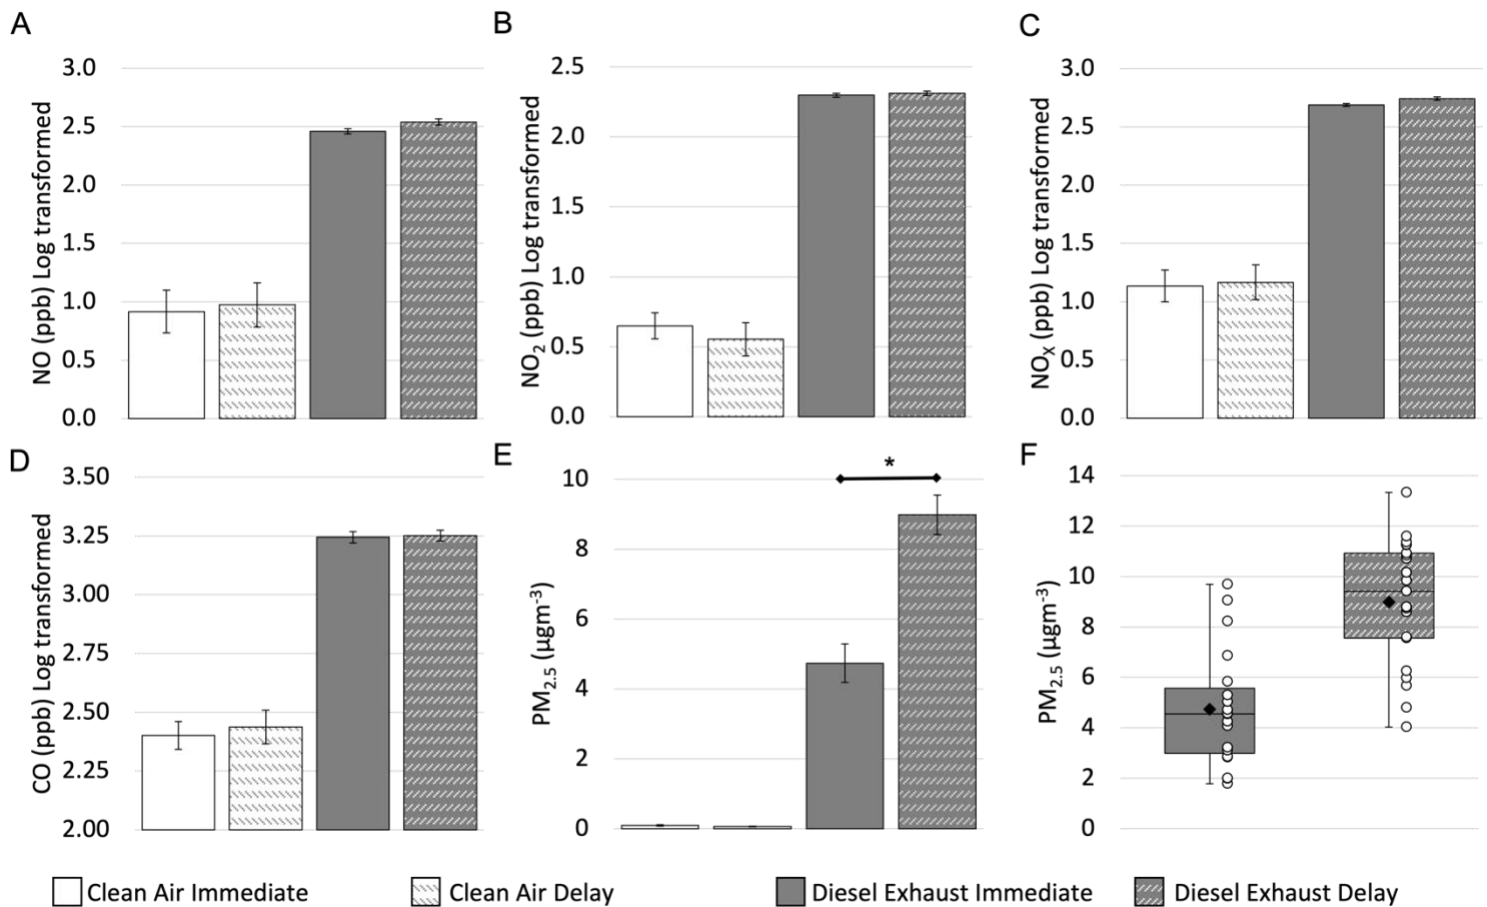 A
B
C
3.0
2.5
2.0
1.5
1.0
0.5
0.0
NO (ppb) Log transformed
2.5
2.0
1.5
1.0
0.5
0.0
NO2 (ppb) Log transformed
3.0
2.5
2.0
1.5
1.0
0.5
0.0
NOX (ppb) Log transformed
D
E
F
3.50
3.25
3.00
2.75
2.50
2.25
2.00
CO (ppb) Log transformed
10
8
6
4
2
0
PM2.5 (µgm-3)
*
14
12
10
8
6
4
2
0
PM2.5 (µgm-3)
Clean Air Immediate
Clean Air Delay
Diesel Exhaust Immediate
Diesel Exhaust Delay